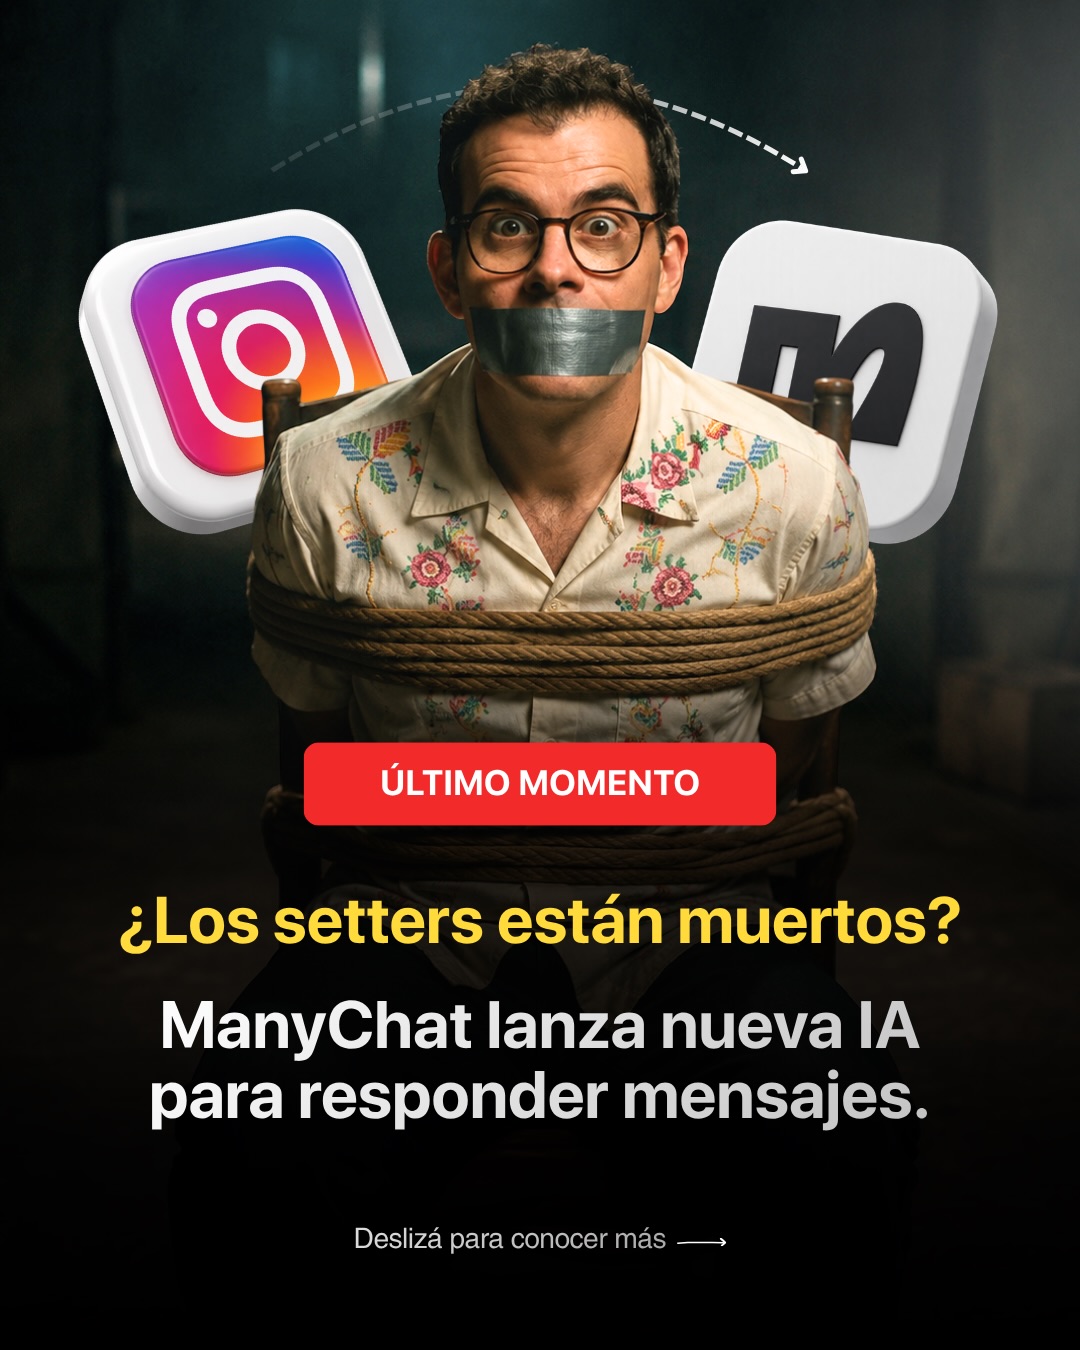 ÚLTIMO MOMENTO
¿Los setters están muertos?
ManyChat lanza nueva IA
para responder mensajes.
Deslizá para conocer más